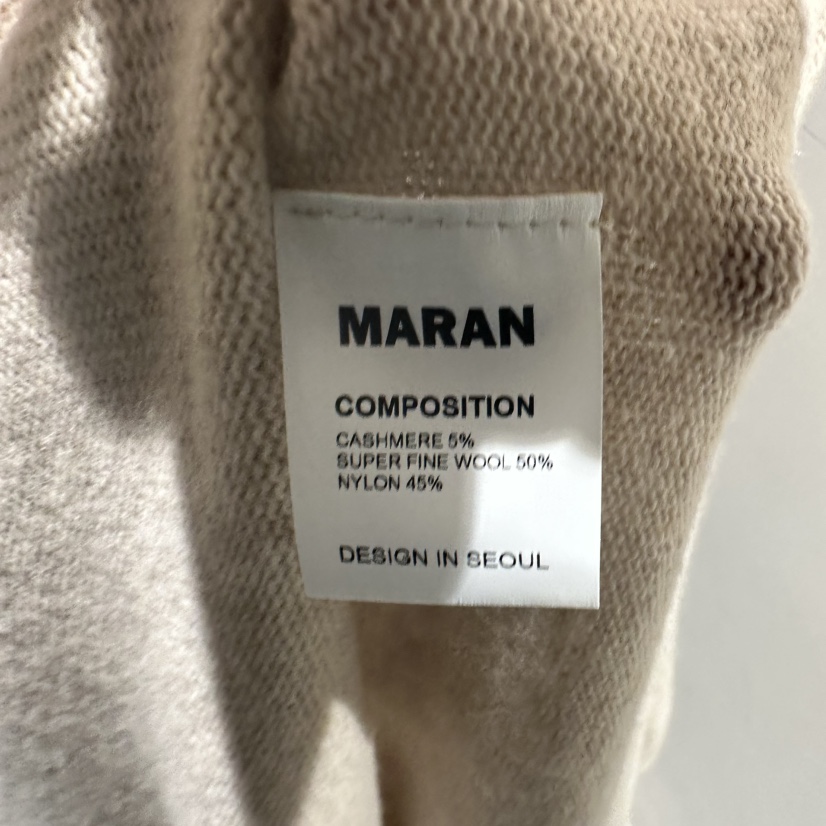 MARAN
COMPOSITION
CASHMERE 5%
SUPER FINE WOOL 50%
NYLON 45%
DESIGN IN SEOUL